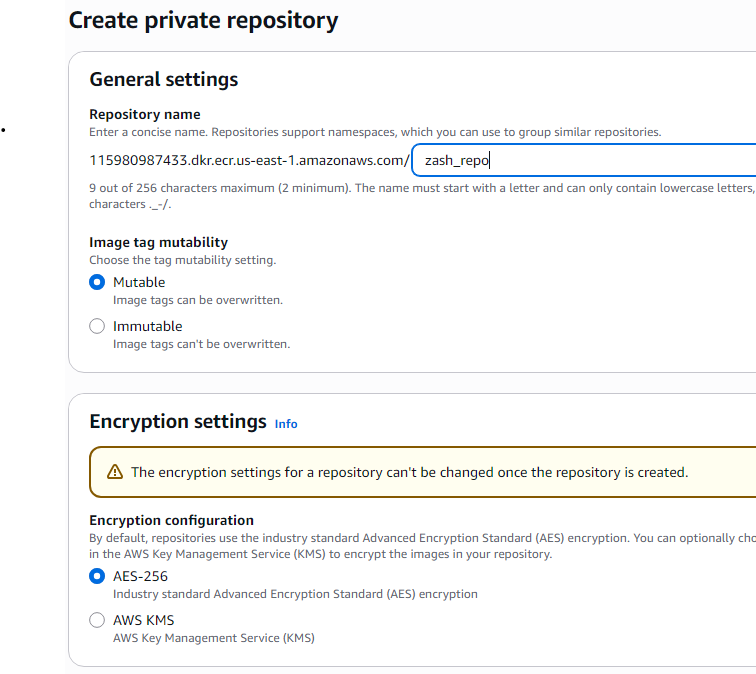 Create private repository
General settings
Repository name
Enter a concise name. Repositories support namespaces, which you can use to group similar repositories.
115980987433.dkr.ecr.us-east-1.amazonaws.com/ zash_repo
9 out of 256 characters maximum (2 minimum). The name must start with a letter and can only contain lowercase letters,
characters ._-/.
Image tag mutability
Choose the tag mutability setting.
Mutable
Image tags can be overwritten.
Immutable
Image tags can't be overwritten.
Encryption settings Info
The encryption settings for a repository can't be changed once the repository is created.
Encryption configuration
By default, repositories use the industry standard Advanced Encryption Standard (AES) encryption. You can optionally cho
in the AWS Key Management Service (KMS) to encrypt the images in your repository.
AES-256
Industry standard Advanced Encryption Standard (AES) encryption
AWS KMS
AWS Key Management Service (KMS)